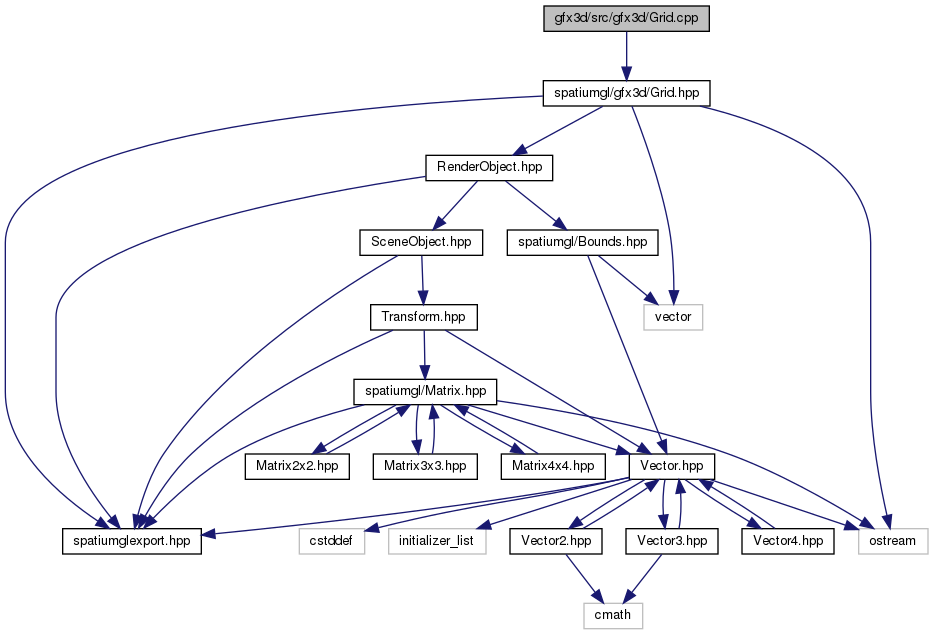 gfx3d/src/gfx3d/Grid.cpp
spatiumgl/gfx3d/Grid.hpp
RenderObject.hpp
SceneObject.hpp
spatiumgl/Bounds.hpp
Transform.hpp
vector
spatiumgl/Matrix.hpp
Matrix2x2.hpp
Matrix3x3.hpp
Matrix4x4.hpp
Vector.hpp
spatiumglexport.hpp
cstddef
initializer_list
Vector2.hpp
Vector3.hpp
Vector4.hpp
ostream
cmath